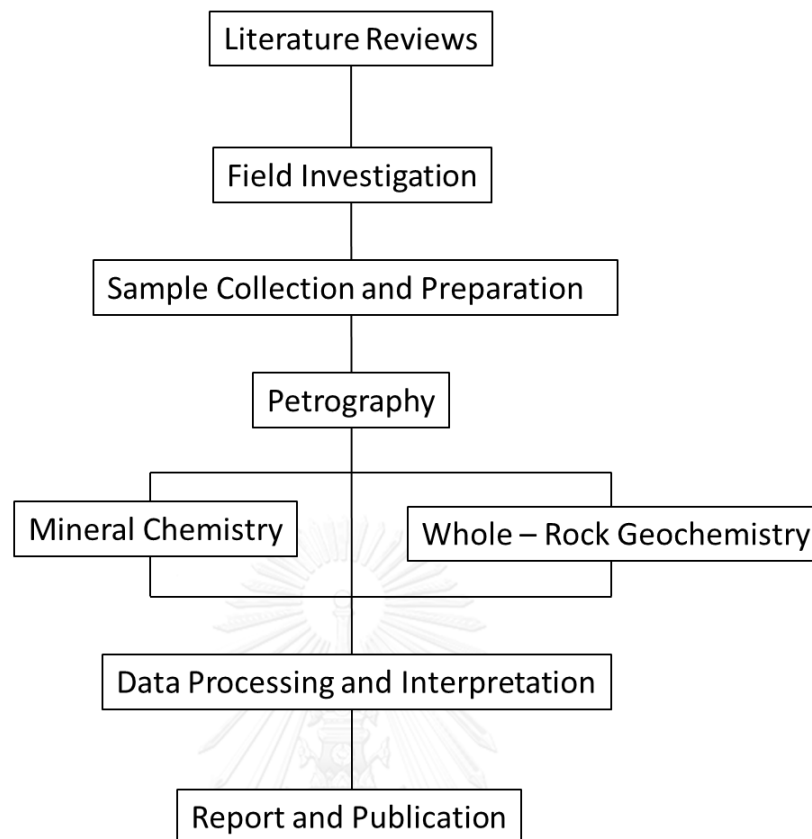 Literature Reviews
Field Investigation
Sample Collection and Preparation
Petrography
Mineral Chemistry
Whole – Rock Geochemistry
Data Processing and Interpretation
Report and Publication